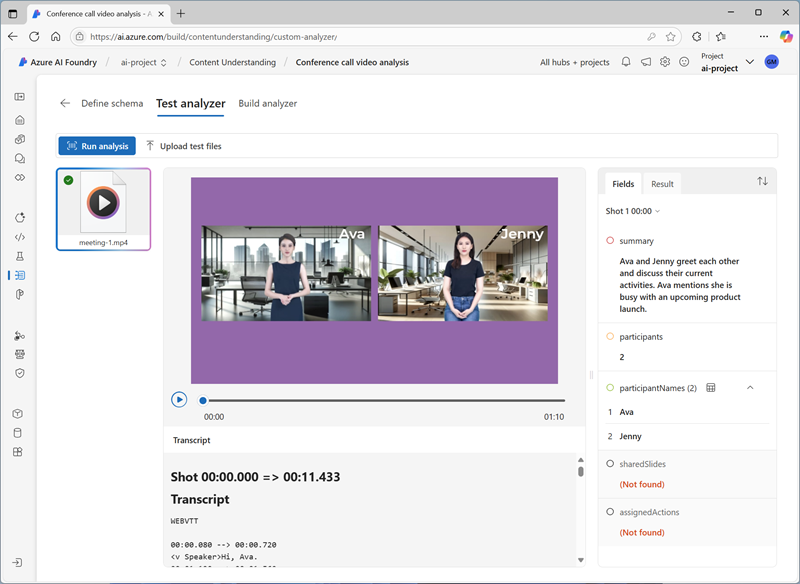 Conference call video analysis - A
https://ai.azure.com/build/contentunderstanding/custom-analyzer/
Azure AI Foundry / ai-project / Content Understanding / Conference call video analysis
All hubs + projects
Project
ai-project
GM
Define schema Test analyzer Build analyzer
Run analysis Upload test files
meeting-1.mp4
Ava
Jenny
00:00 01:10
Transcript
Shot 00:00.000 => 00:11.433
Transcript
WEBVTT
00:00.080 --> 00:00.720
<v Speaker>Hi, Ava.
Fields Result
Shot 1 00:00
summary
Ava and Jenny greet each other
and discuss their current
activities. Ava mentions she is
busy with an upcoming product
launch.
participants
2
participantNames (2)
1 Ava
2 Jenny
sharedSlides
(Not found)
assignedActions
(Not found)